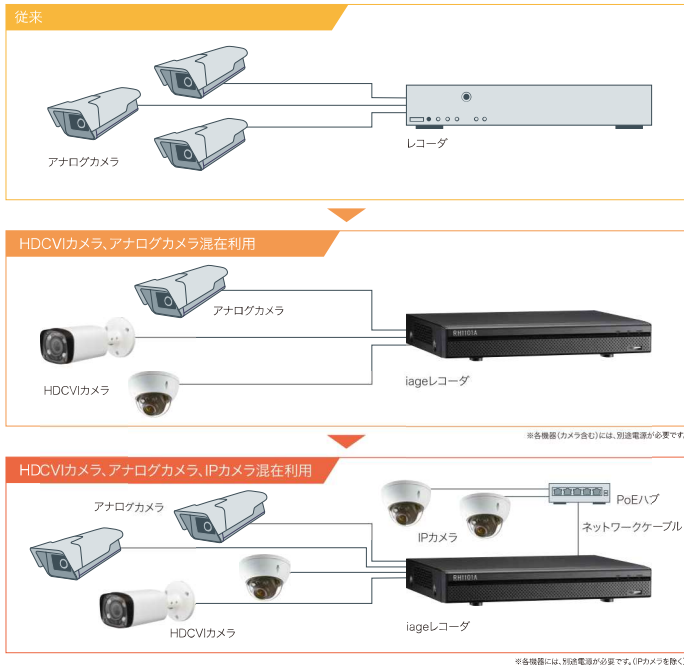 従来
アナログカメラ
レコーダ
HDCVIカメラ、アナログカメラ混在利用
アナログカメラ
HDCVIカメラ
RH1101A
iageレコーダ
※各機器(カメラ含む)には、別途電源が必要です。
HDCVIカメラ、アナログカメラ、IPカメラ混在利用
アナログカメラ
IPカメラ
PoEハブ
ネットワークケーブル
HDCVIカメラ
RH1101A
iageレコーダ
※各機器には、別途電源が必要です。(IPカメラを除く)